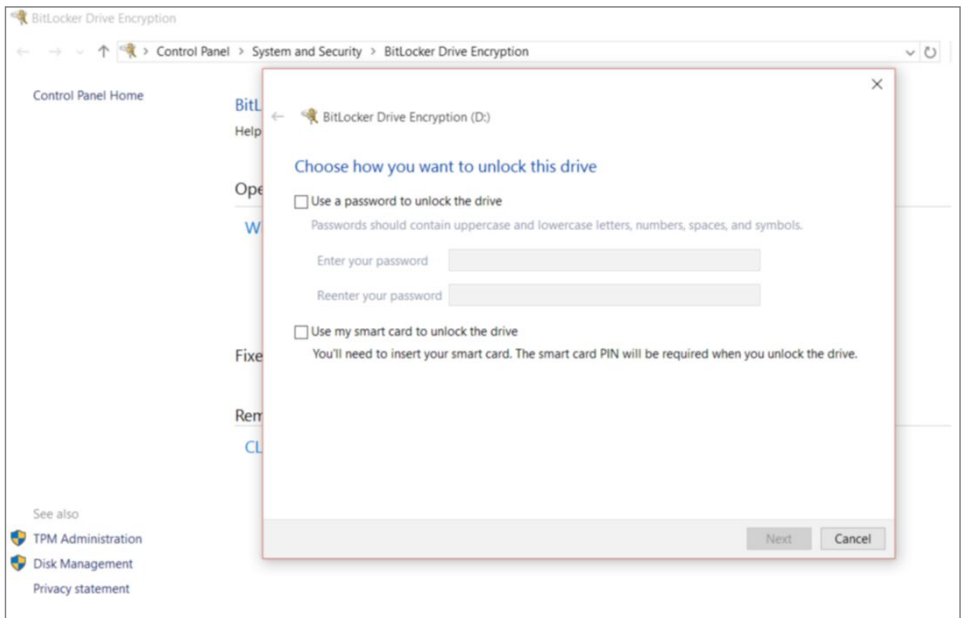 BitLocker Drive Encryption
Control Panel > System and Security > BitLocker Drive Encryption
Control Panel Home
BitL
Help
Ope
W
Fixe
Rem
CL
See also
TPM Administration
Disk Management
Privacy statement
BitLocker Drive Encryption (D:)
Choose how you want to unlock this drive
Use a password to unlock the drive
Passwords should contain uppercase and lowercase letters, numbers, spaces, and symbols.
Enter your password
Reenter your password
Use my smart card to unlock the drive
You'll need to insert your smart card. The smart card PIN will be required when you unlock the drive.
Next
Cancel